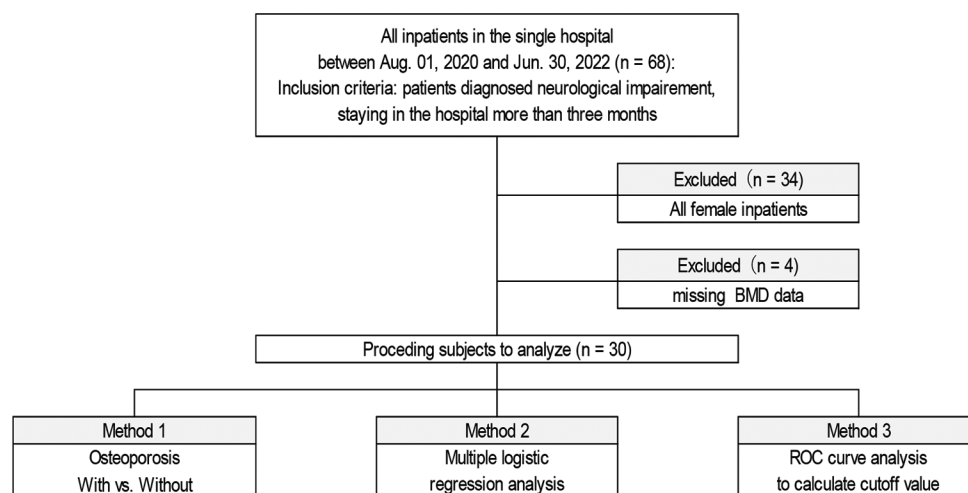 All inpatients in the single hospital
between Aug. 01, 2020 and Jun. 30, 2022 (n = 68):
Inclusion criteria: patients diagnosed neurological impairement,
staying in the hospital more than three months
Excluded（n = 34)
All female inpatients
Excluded（n = 4)
missing BMD data
Proceding subjects to analyze (n = 30)
Method 1
Osteoporosis
With vs. Without
Method 2
Multiple logistic
regression analysis
Method 3
ROC curve analysis
to calculate cutoff value